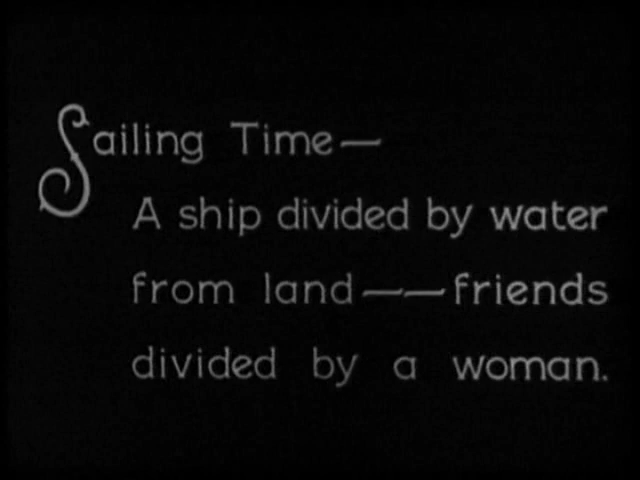 Sailing Time—
A ship divided by water
from land——friends
divided by a woman.